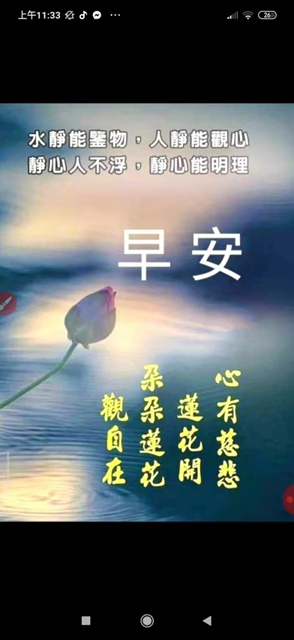 上午11:33
26
水靜能鑒物，人靜能觀心
靜心人不浮，靜心能明理
早安
心有慈悲
蓮花開
朵朵蓮花
觀自在